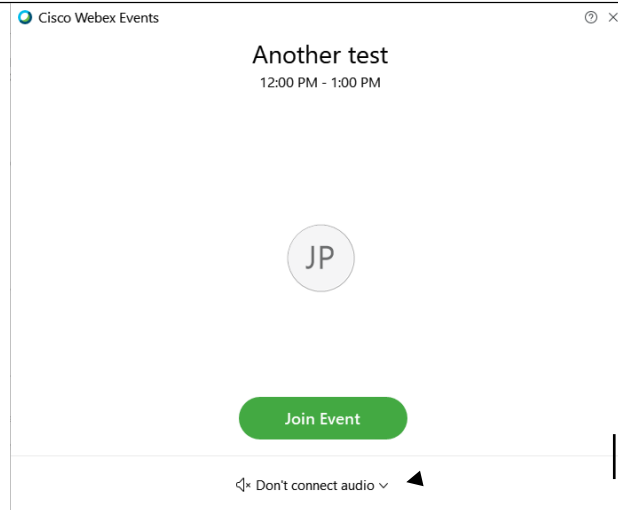 Cisco Webex Events
Another test
12:00 PM - 1:00 PM
JP
Join Event
Don't connect audio